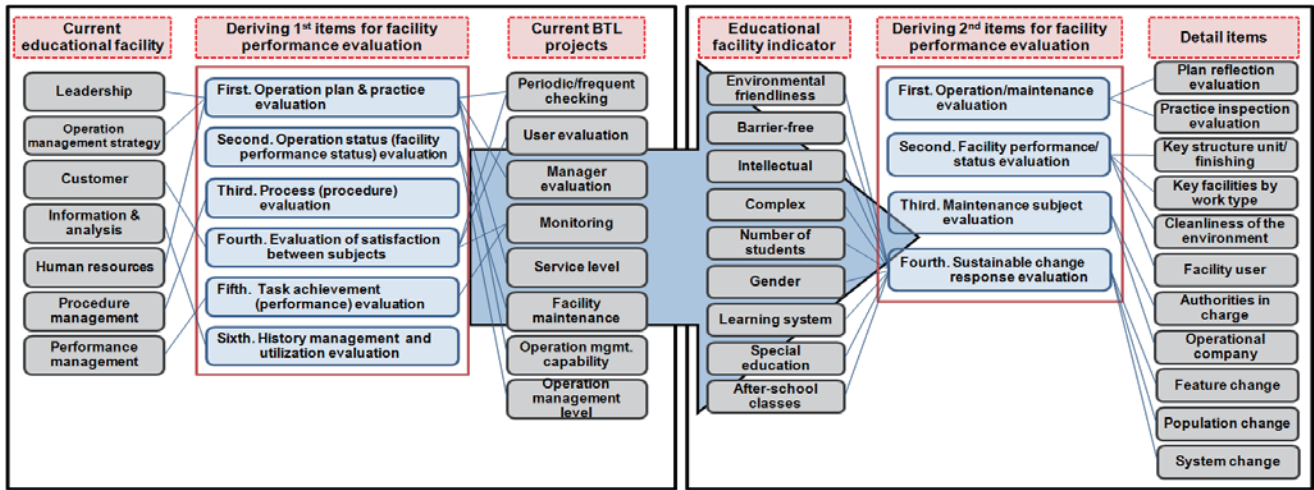 Current
educational facility
Deriving 1st items for facility
performance evaluation
Current BTL
projects
Leadership
Operation
management strategy
Customer
Information &
analysis
Human resources
Procedure
management
Performance
management
First. Operation plan & practice
evaluation
Second. Operation status (facility
performance status) evaluation
Third. Process (procedure)
evaluation
Fourth. Evaluation of satisfaction
between subjects
Fifth. Task achievement
(performance) evaluation
Sixth. History management and
utilization evaluation
Periodic/frequent
checking
User evaluation
Manager
evaluation
Monitoring
Service level
Facility
maintenance
Operation mgmt.
capability
Operation
management
level
Educational
facility indicator
Deriving 2nd items for facility
performance evaluation
Detail items
Environmental
friendliness
Barrier-free
Intellectual
Complex
Number of
students
Gender
Learning system
Special
education
After-school
classes
First. Operation/maintenance
evaluation
Second. Facility performance/
status evaluation
Third. Maintenance subject
evaluation
Fourth. Sustainable change
response evaluation
Plan reflection
evaluation
Practice inspection
evaluation
Key structure unit/
finishing
Key facilities by
work type
Cleanliness of the
environment
Facility user
Authorities in
charge
Operational
company
Feature change
Population change
System change